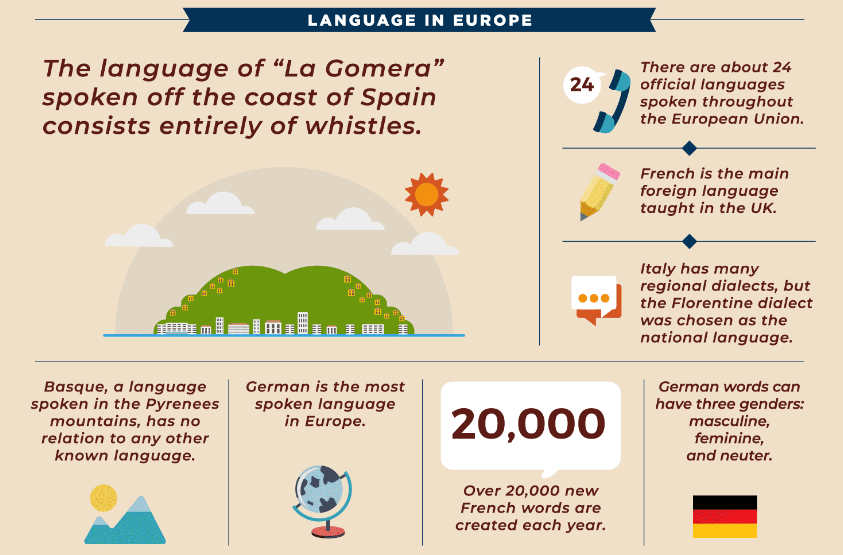 LANGUAGE IN EUROPE
The language of “La Gomera”
spoken off the coast of Spain
consists entirely of whistles.
24
There are about 24
official languages
spoken throughout
the European Union.
French is the main
foreign language
taught in the UK.
Italy has many
regional dialects, but
the Florentine dialect
was chosen as the
national language.
Basque, a language
spoken in the Pyrenees
mountains, has no
relation to any other
known language.
German is the most
spoken language
in Europe.
20,000
Over 20,000 new
French words are
created each year.
German words can
have three genders:
masculine,
feminine,
and neuter.